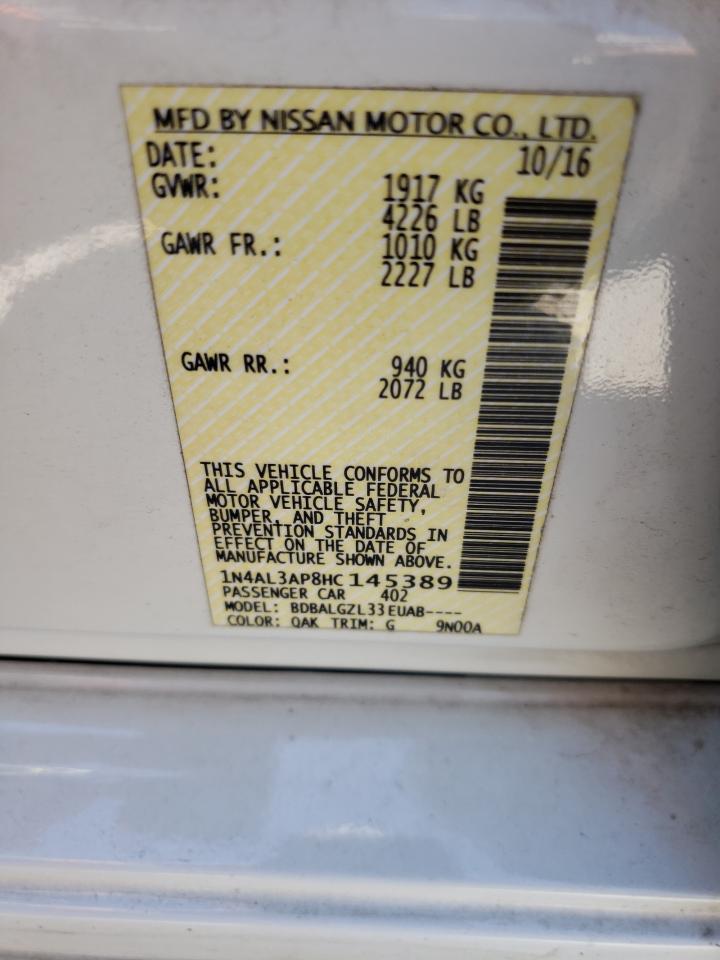 MFD BY NISSAN MOTOR CO., LTD.
DATE: 10/16
GVWR: 1917 KG
4226 LB
GAWR FR.: 1010 KG
2227 LB
GAWR RR.: 940 KG
2072 LB
THIS VEHICLE CONFORMS TO
ALL APPLICABLE FEDERAL
MOTOR VEHICLE SAFETY,
BUMPER, AND THEFT
PREVENTION STANDARDS IN
EFFECT ON THE DATE OF
MANUFACTURE SHOWN ABOVE.
1N4AL3AP8HC145389
PASSENGER CAR 402
MODEL: BDBALGZL33EUAB----
COLOR: QAK TRIM: G 9N00A